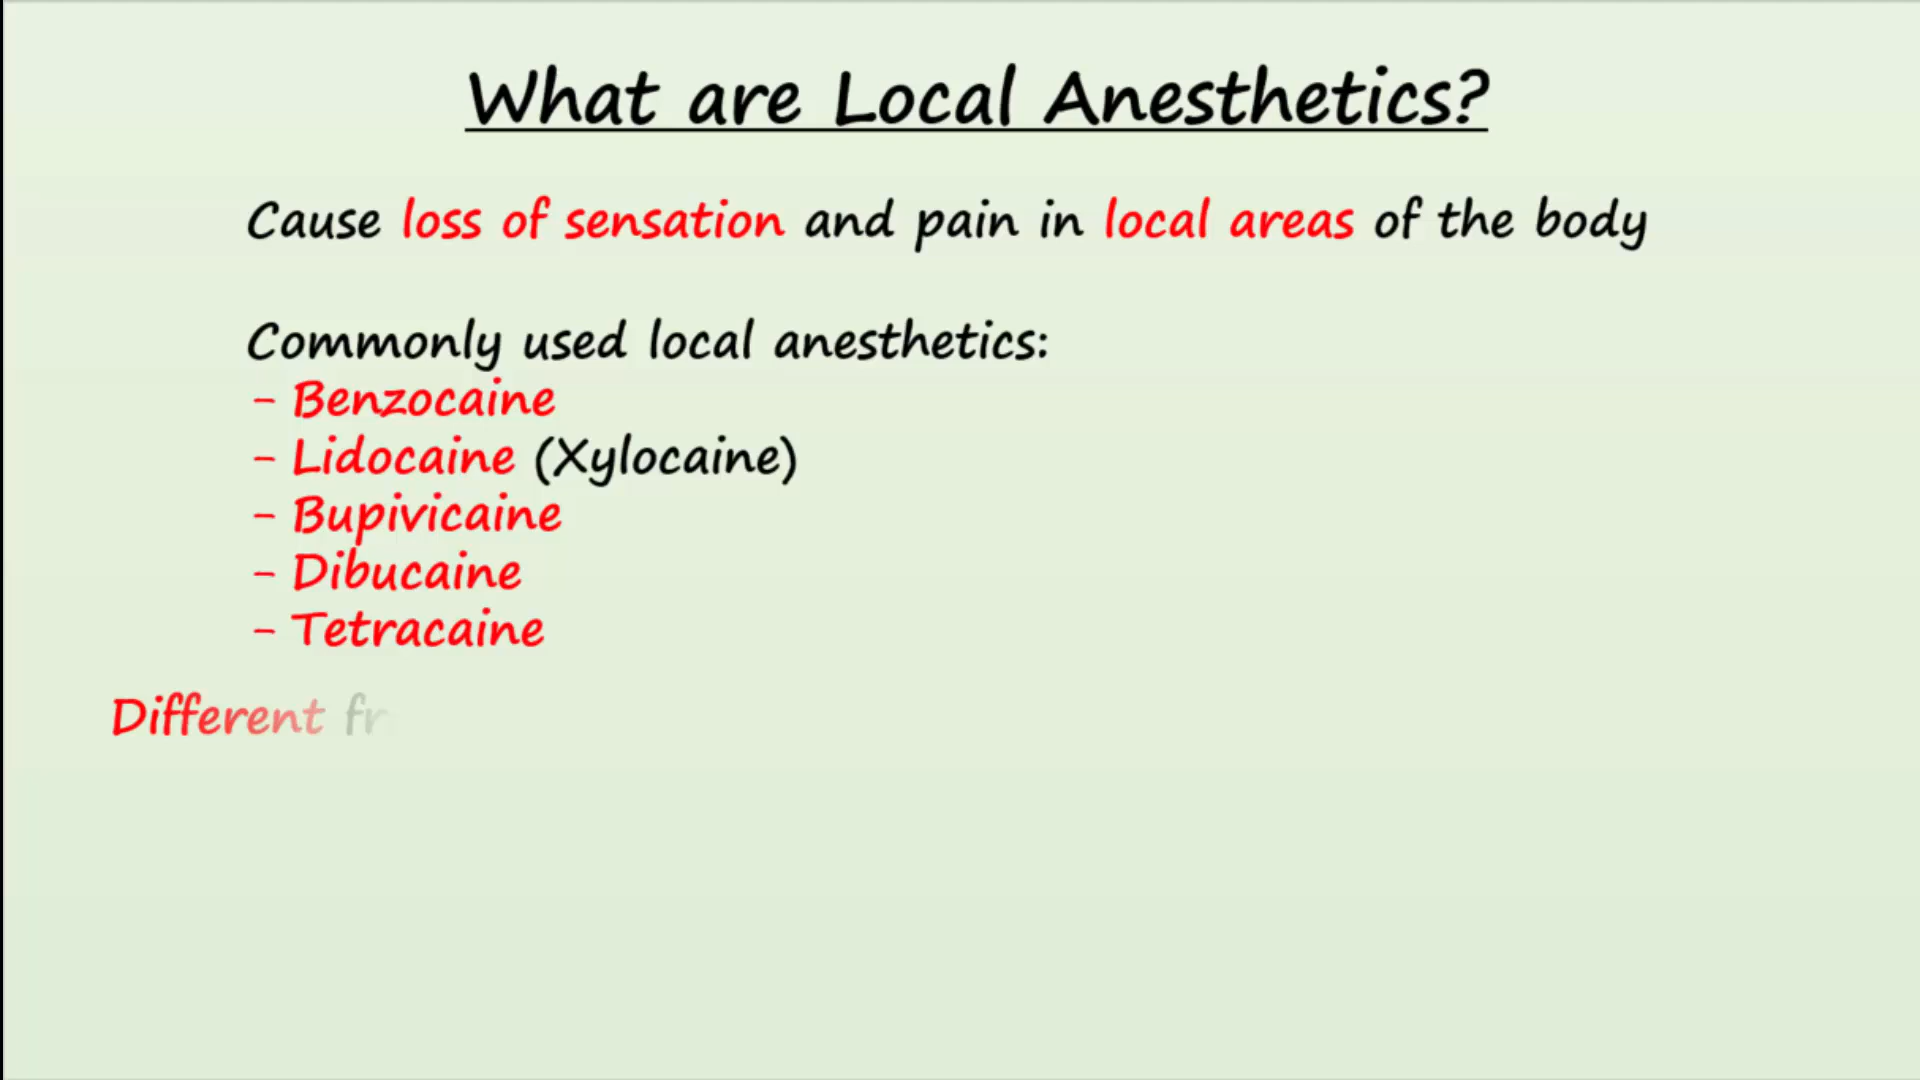 What are Local Anesthetics?
Cause loss of sensation and pain in local areas of the body
Commonly used local anesthetics:
- Benzocaine
- Lidocaine (Xylocaine)
- Bupivicaine
- Dibucaine
- Tetracaine
Different